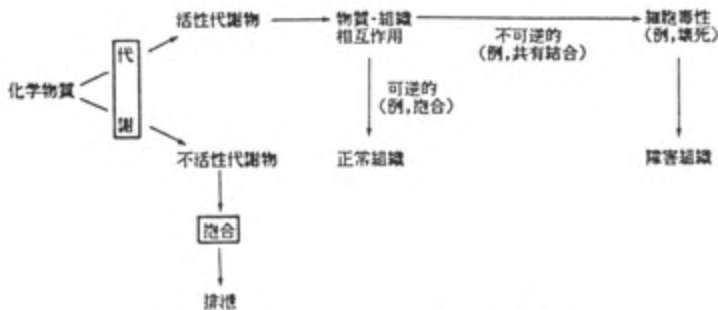 活性代謝物
物質・組織
相互作用
不可逆的
(例,共有結合)
細胞毒性
(例,壊死)
化学物質
代
謝
可逆的
(例,抱合)
不活性代謝物
正常組織
障害組織
抱合
排泄